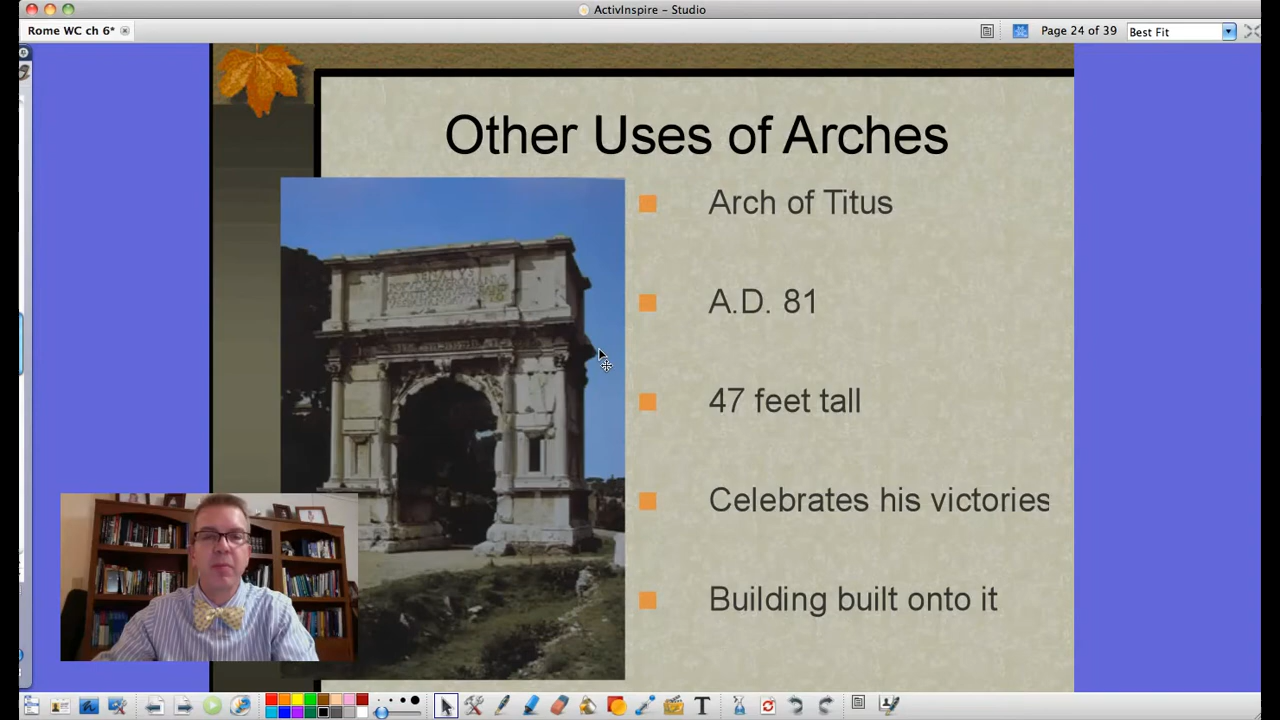 ActivInspire – Studio
Rome WC ch 6*
Page 24 of 39
Best Fit
Other Uses of Arches
SENATVS
Arch of Titus
A.D. 81
47 feet tall
Celebrates his victories
Building built onto it